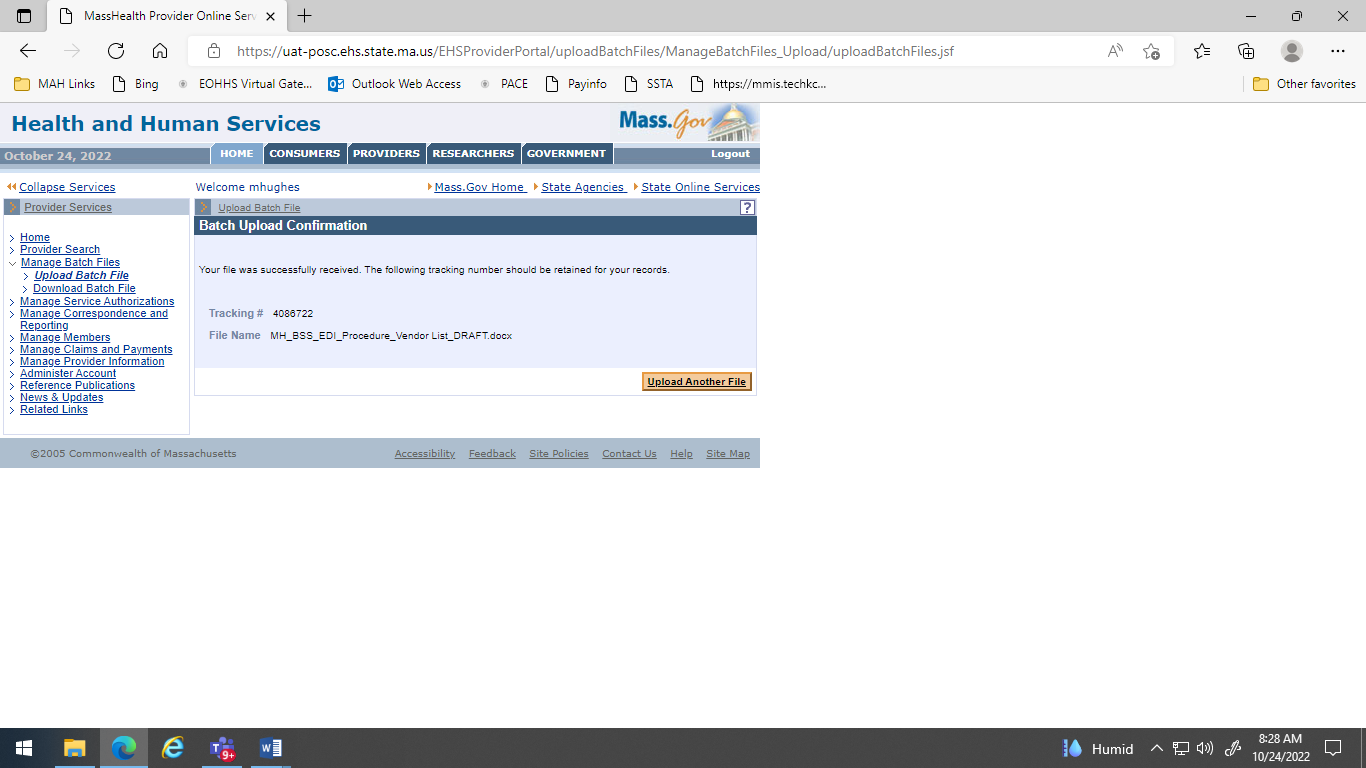 MassHealth Provider Online Serv
https://uat-posc.ehs.state.ma.us/EHSProviderPortal/uploadBatchFiles/ManageBatchFiles_Upload/uploadBatchFiles.jsf
MAH Links Bing EOHHS Virtual Gate... Outlook Web Access PACE Payinfo SSTA https://mmis.techkc... Other favorites
Health and Human Services Mass.Gov
October 24, 2022 HOME CONSUMERS PROVIDERS RESEARCHERS GOVERNMENT Logout
Collapse Services Welcome mhughes Mass.Gov Home State Agencies State Online Services
Provider Services
Home
Provider Search
Manage Batch Files
Upload Batch File
Download Batch File
Manage Service Authorizations
Manage Correspondence and
Reporting
Manage Members
Manage Claims and Payments
Manage Provider Information
Administer Account
Reference Publications
News & Updates
Related Links
Upload Batch File ?
Batch Upload Confirmation
Your file was successfully received. The following tracking number should be retained for your records.
Tracking # 4086722
File Name MH_BSS_EDI_Procedure_Vendor List_DRAFT.docx
Upload Another File
©2005 Commonwealth of Massachusetts Accessibility Feedback Site Policies Contact Us Help Site Map
9+ Humid 8:28 AM
10/24/2022